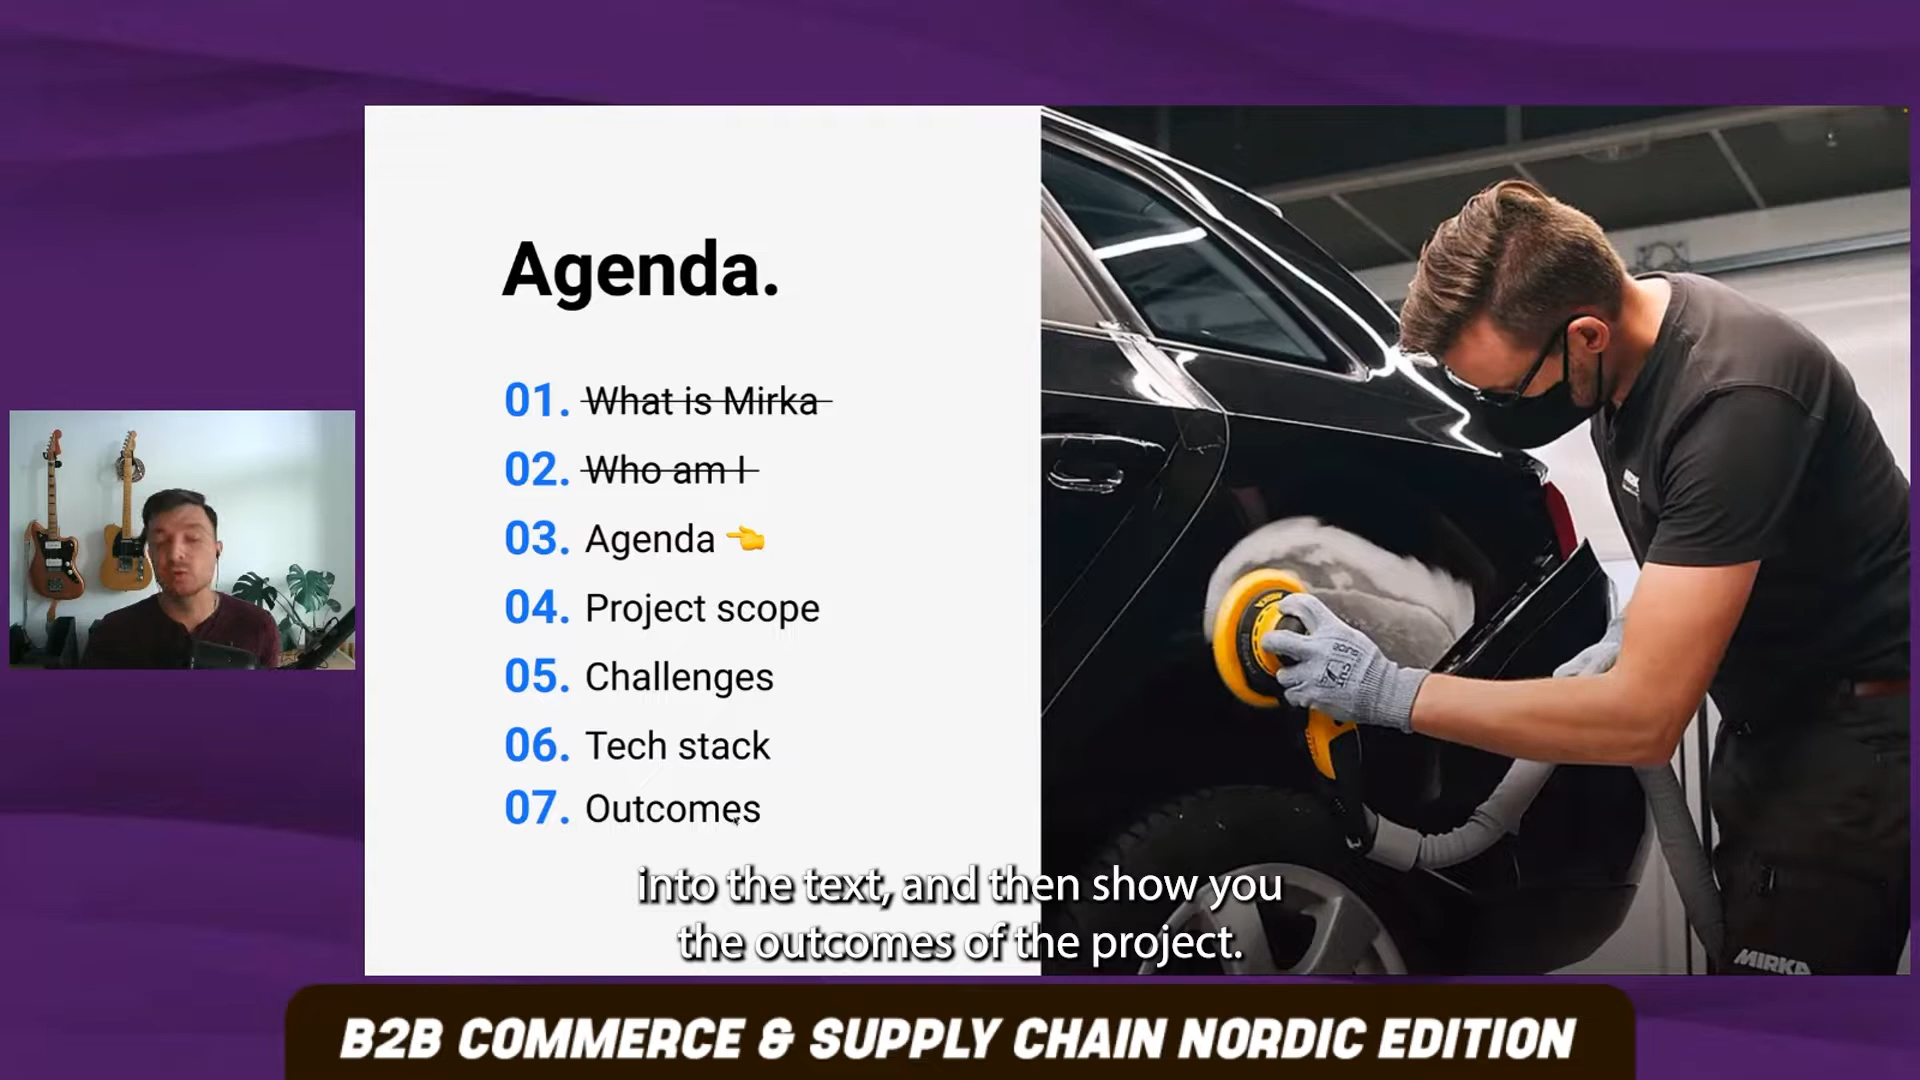 Agenda.
01. What is Mirka
02. Who am I
03. Agenda 👈
04. Project scope
05. Challenges
06. Tech stack
07. Outcomes
MIRKA
into the text, and then show you
the outcomes of the project.
B2B COMMERCE & SUPPLY CHAIN NORDIC EDITION